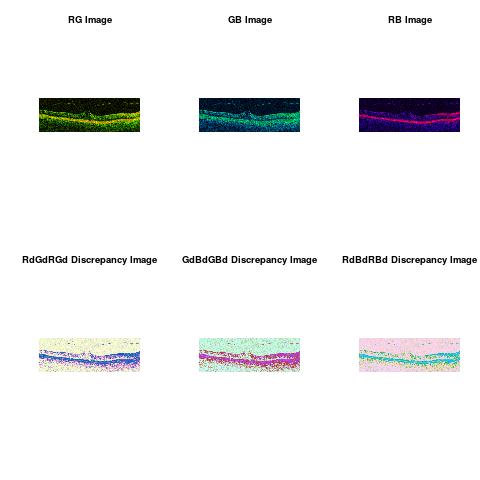 RG Image
GB Image
RB Image
RdGdRGd Discrepancy Image
GdBdGBd Discrepancy Image
RdBdRBd Discrepancy Image